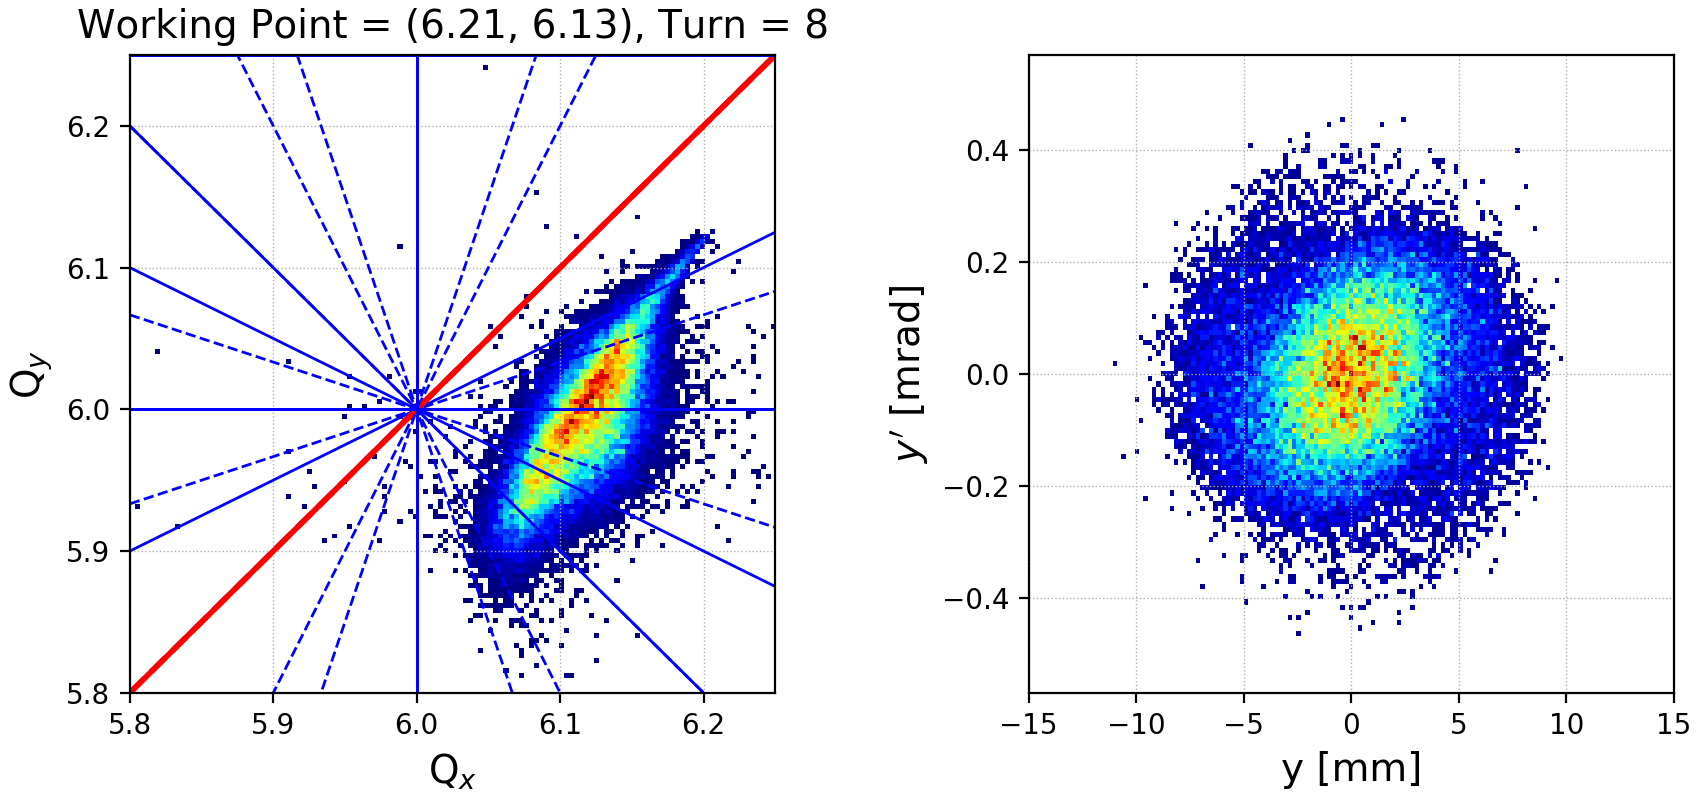 Working Point = (6.21, 6.13), Turn = 8
6.2
6.1
6.0
5.9
5.8
Qy
5.8 5.9 6.0 6.1 6.2
Qx
0.4
0.2
0.0
−0.2
−0.4
y′ [mrad]
−15 −10 −5 0 5 10 15
y [mm]